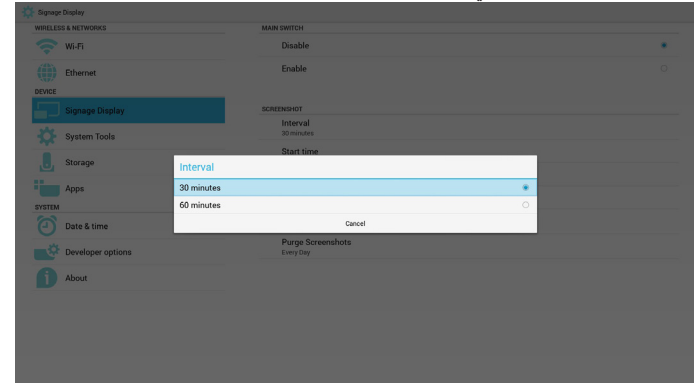 Signage Display
WIRELESS & NETWORKS
Wi-Fi
Ethernet
DEVICE
Signage Display
System Tools
Storage
Apps
SYSTEM
Date & time
Developer options
About
MAIN SWITCH
Disable
Enable
SCREENSHOT
Interval
30 minutes
Start time
Interval
30 minutes
60 minutes
Cancel
Purge Screenshots
Every Day